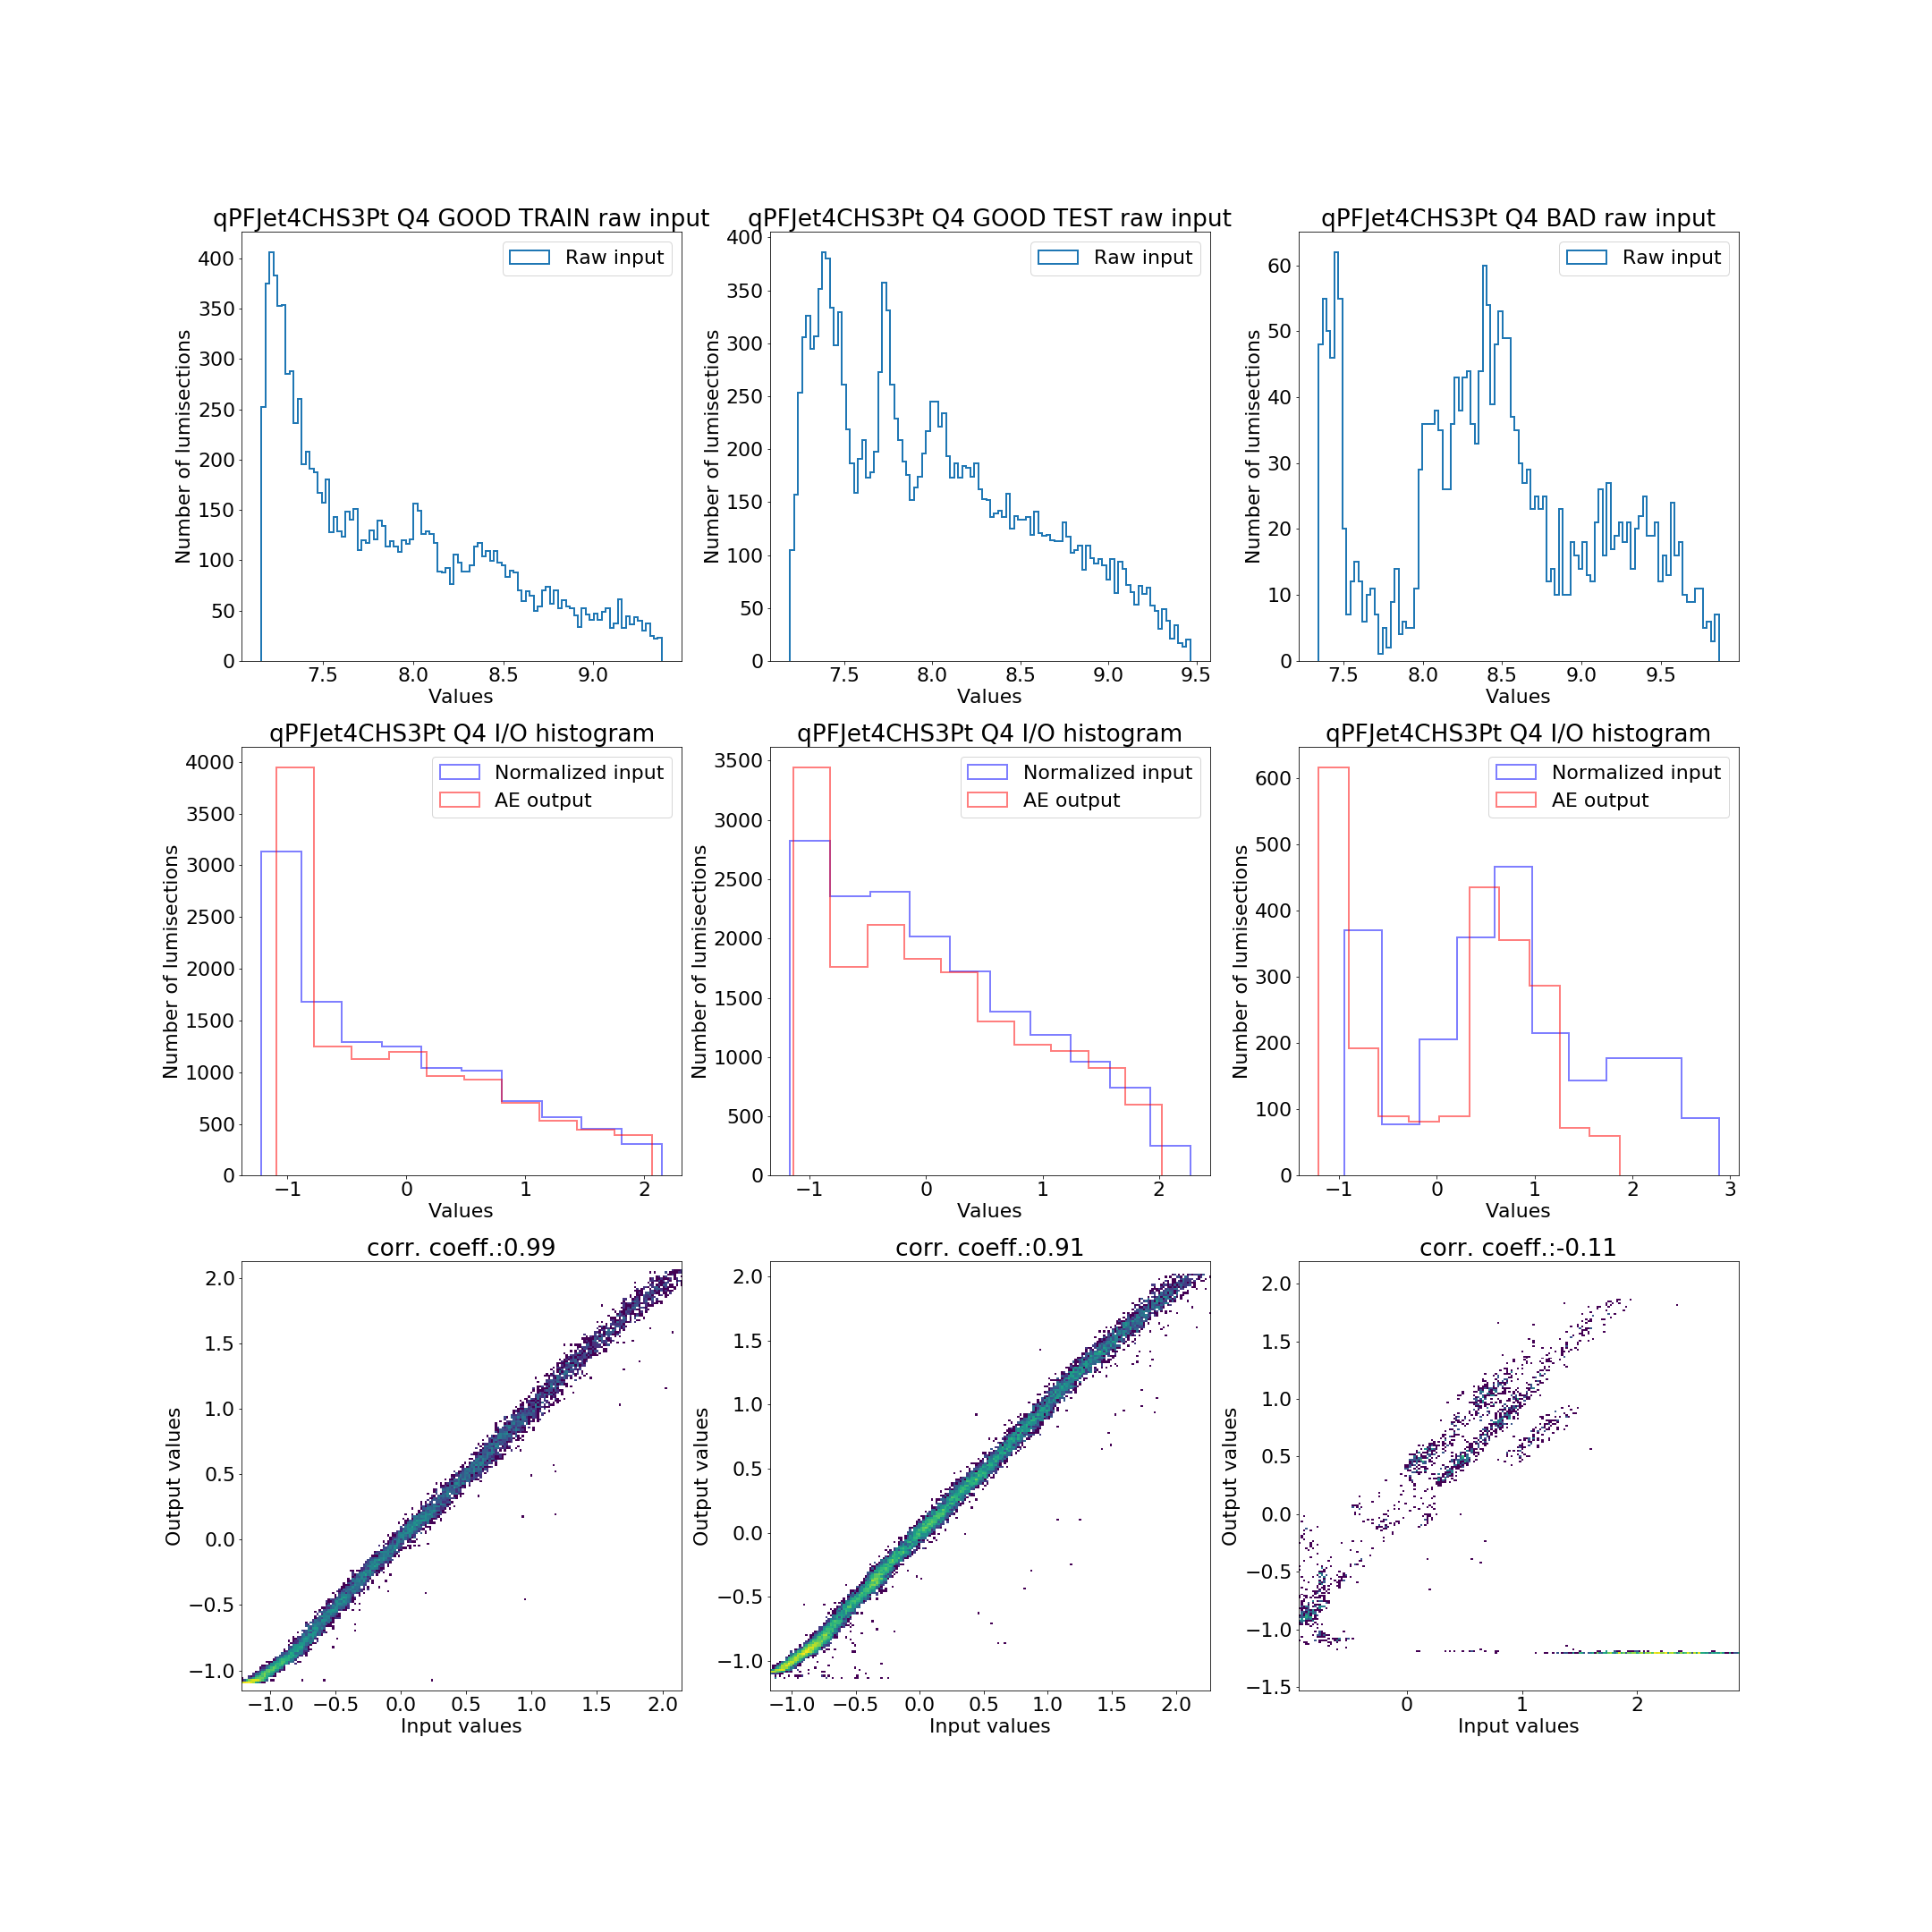 qPFJet4CHS3Pt Q4 GOOD TRAIN raw input
Number of lumisections
400
350
300
250
200
150
100
50
0
Raw input
7.5 8.0 8.5 9.0
Values
qPFJet4CHS3Pt Q4 GOOD TEST raw input
Number of lumisections
400
350
300
250
200
150
100
50
0
Raw input
7.5 8.0 8.5 9.0 9.5
Values
qPFJet4CHS3Pt Q4 BAD raw input
Number of lumisections
60
50
40
30
20
10
0
Raw input
7.5 8.0 8.5 9.0 9.5
Values
qPFJet4CHS3Pt Q4 I/O histogram
Number of lumisections
4000
3500
3000
2500
2000
1500
1000
500
0
Normalized input
AE output
−1 0 1 2
Values
qPFJet4CHS3Pt Q4 I/O histogram
Number of lumisections
3500
3000
2500
2000
1500
1000
500
0
Normalized input
AE output
−1 0 1 2
Values
qPFJet4CHS3Pt Q4 I/O histogram
Number of lumisections
600
500
400
300
200
100
0
Normalized input
AE output
−1 0 1 2 3
Values
corr. coeff.:0.99
Output values
2.0
1.5
1.0
0.5
0.0
−0.5
−1.0
−1.0 −0.5 0.0 0.5 1.0 1.5 2.0
Input values
corr. coeff.:0.91
Output values
2.0
1.5
1.0
0.5
0.0
−0.5
−1.0
−1.0 −0.5 0.0 0.5 1.0 1.5 2.0
Input values
corr. coeff.:-0.11
Output values
2.0
1.5
1.0
0.5
0.0
−0.5
−1.0
−1.5
0 1 2
Input values